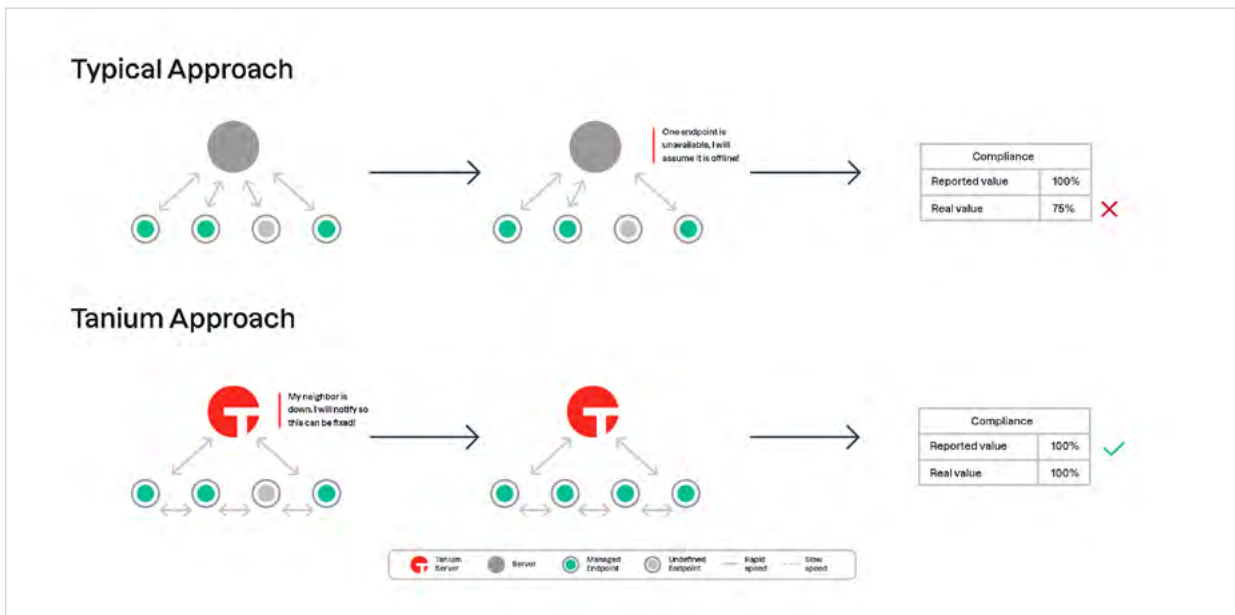 Typical Approach
One endpoint is
unavailable, I will
assume it is offline!
Compliance
Reported value 100%
Real value 75%
Tanium Approach
My neighbor is
down. I will notify so
this can be fixed!
Compliance
Reported value 100%
Real value 100%
Tanium
Server
Server
Managed
Endpoint
Undefined
Endpoint
Rapid
speed
Slow
speed